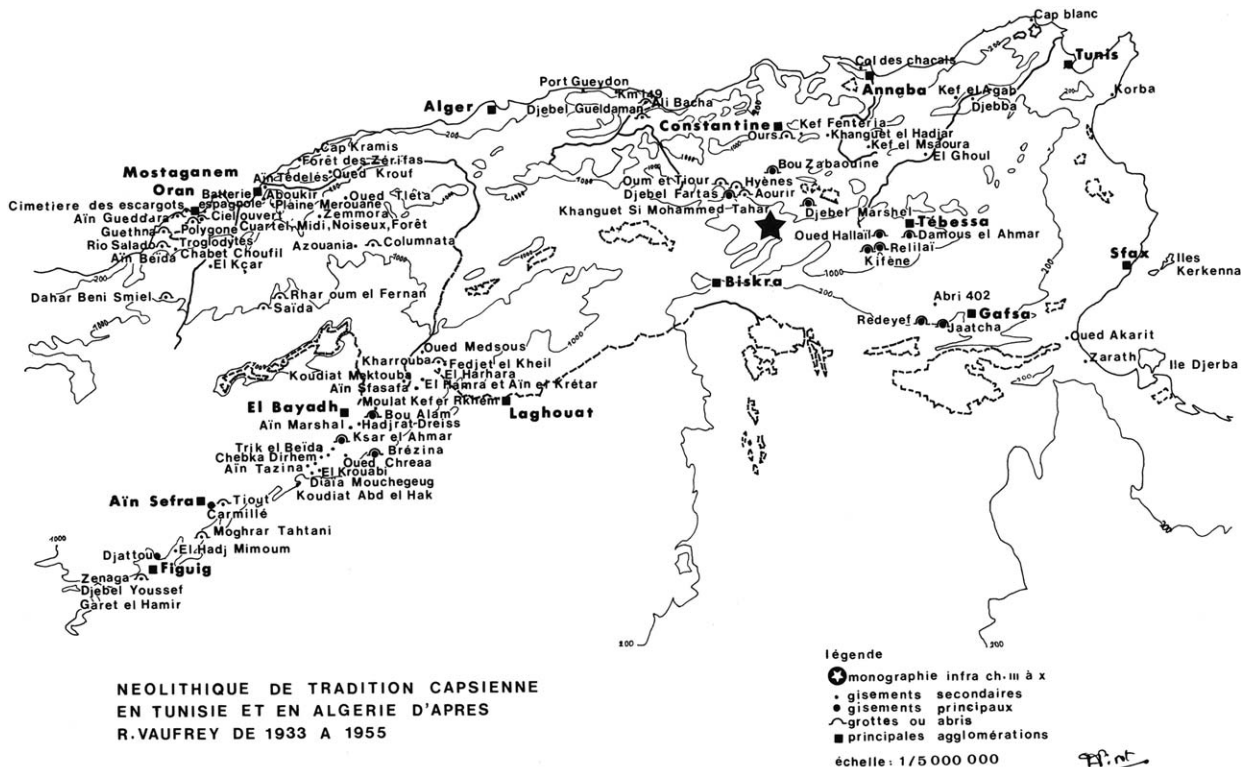 Cap blanc
Tunis
Col des chacals
Annaba
Port Gueydon
Km149
Ali Bacha
Kef el Agab
Djebba
Korba
Alger
Djebel Gueldaman
200
200
200
Constantine
Kef Fenteria
Ours
Khanguet el Hadjar
Kef el Msaoura
El Ghoul
1000
1000
Cap Kramis
Forêt des Zérifas
Mostaganem
Aïn Tédelès
Oued Krouf
Bou Zabaouine
Oran
Batterie espagnole
Aboukir
Oued Tleta
Oum et Tiour
Hyènes
Cimetiere des escargots
Plaine Merouane
Djebel Fartas
Aourir
Aïn Gueddara
Ciel ouvert
Zemmora
Khanguet Si Mohammed Tahar
Djebel Marshel
Guethna
Polygone
Cuartel, Midi, Noiseux, Forêt
Tébessa
Rio Salado
Troglodytes
Azouania
Columnata
Oued Hallaïl
Damous el Ahmar
Aïn Beïda
Chabet Choufil
Relilaï
El Kçar
Kifène
Sfax
Iles
Kerkenna
Biskra
Dahar Beni Smiel
Rhar oum el Fernan
Saïda
Abri 402
Gafsa
Redeyef
Jaatcha
Oued Akarit
Zarath
Ile Djerba
Oued Medsous
Kharrouba
Fedjet el Kheil
Koudiat Mektouba
El Harhara
Aïn Sfasafa
El Hamra et Aïn el Krétar
Moulat Kef er Rkhem
Laghouat
El Bayadh
Bou Alam
Aïn Marshal
Hadjrat Dreiss
Ksar el Ahmar
Trik el Beïda
Brézina
Chebka Dirhem
Oued Chreaa
Aïn Tazina
El Krouabi
Diaïa Mouchegeug
Koudiat Abd el Hak
Aïn Sefra
Tiout
Carmillé
Moghrar Tahtani
1000
Djattou
El Hadj Mimoum
Figuig
Zenaga
Djebel Youssef
Garet el Hamir
200
200
200
NEOLITHIQUE DE TRADITION CAPSIENNE
EN TUNISIE ET EN ALGERIE D'APRES
R.VAUFREY DE 1933 A 1955
légende
monographie infra ch.III à x
gisements secondaires
gisements principaux
grottes ou abris
principales agglomérations
échelle: 1/5 000 000